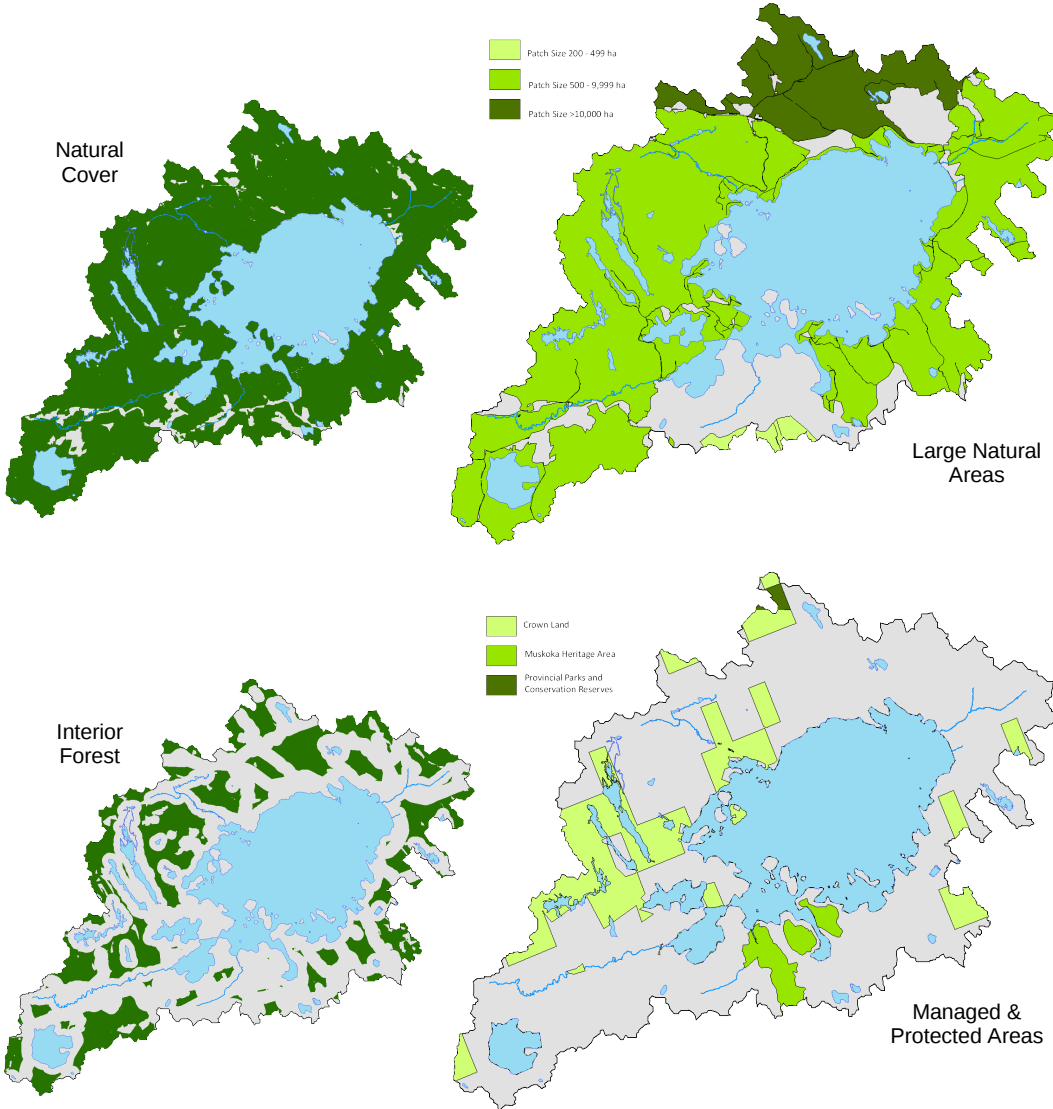 Natural
Cover
Patch Size 200 - 499 ha
Patch Size 500 - 9,999 ha
Patch Size >10,000 ha
Large Natural
Areas
Interior
Forest
Crown Land
Muskoka Heritage Area
Provincial Parks and
Conservation Reserves
Managed &
Protected Areas